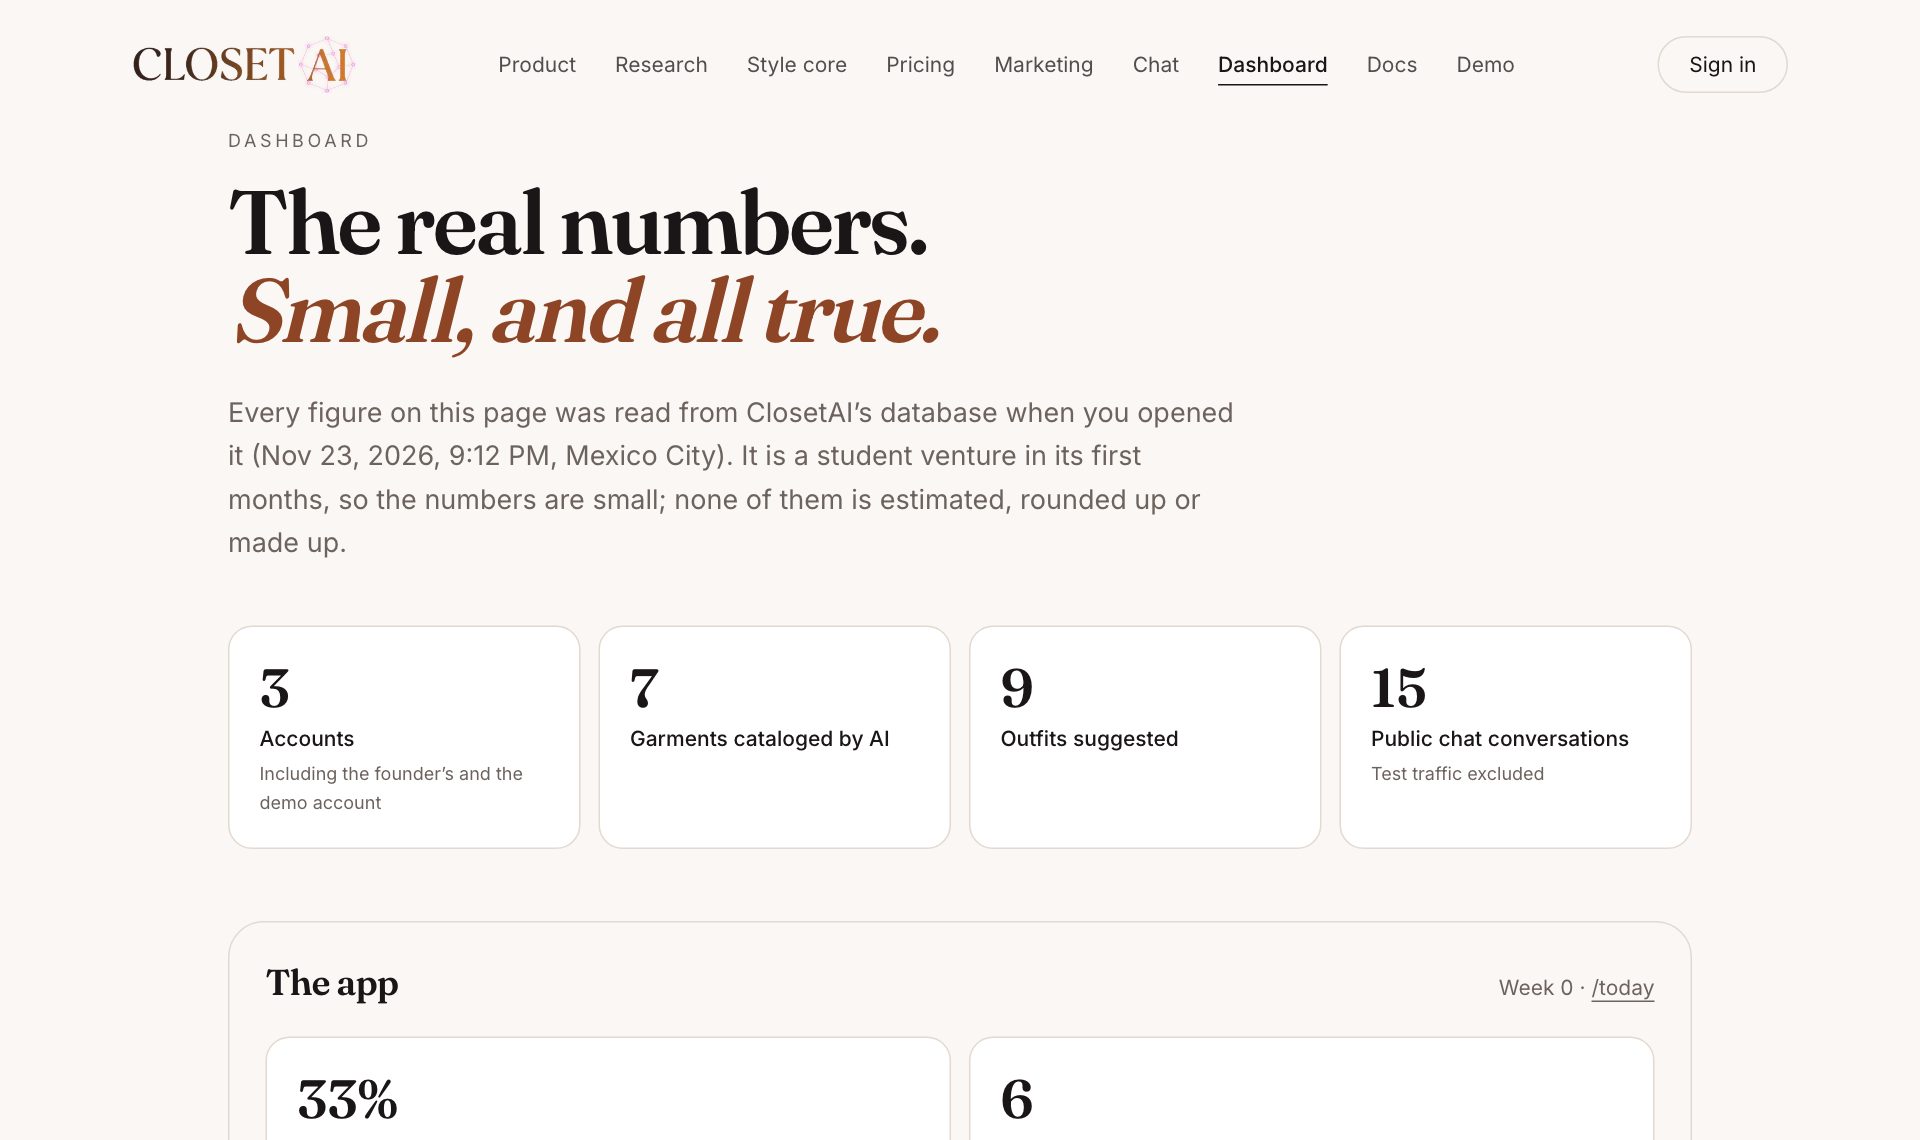 CLOSET AI
Product
Research
Style core
Pricing
Marketing
Chat
Dashboard
Docs
Demo
Sign in
DASHBOARD
The real numbers.
Small, and all true.
Every figure on this page was read from ClosetAI’s database when you opened
it (Nov 23, 2026, 9:12 PM, Mexico City). It is a student venture in its first
months, so the numbers are small; none of them is estimated, rounded up or
made up.
3
Accounts
Including the founder’s and the
demo account
7
Garments cataloged by AI
9
Outfits suggested
15
Public chat conversations
Test traffic excluded
The app
Week 0 · /today
33%
6